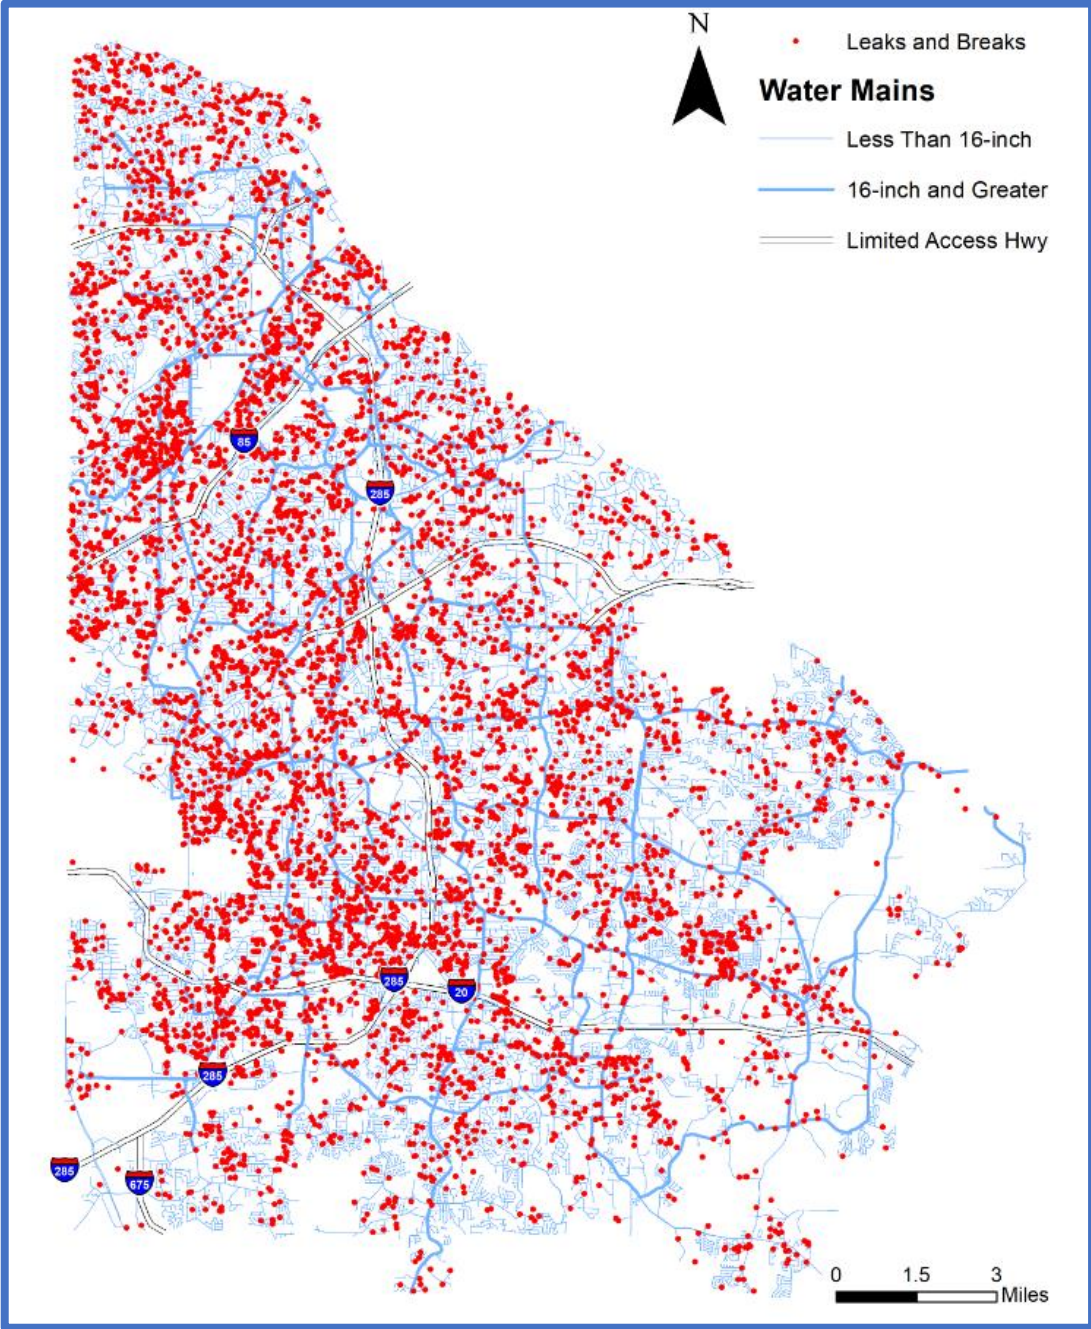 N
Leaks and Breaks
Water Mains
Less Than 16-inch
16-inch and Greater
Limited Access Hwy
85
285
285
20
285
285
675
0 1.5 3
Miles